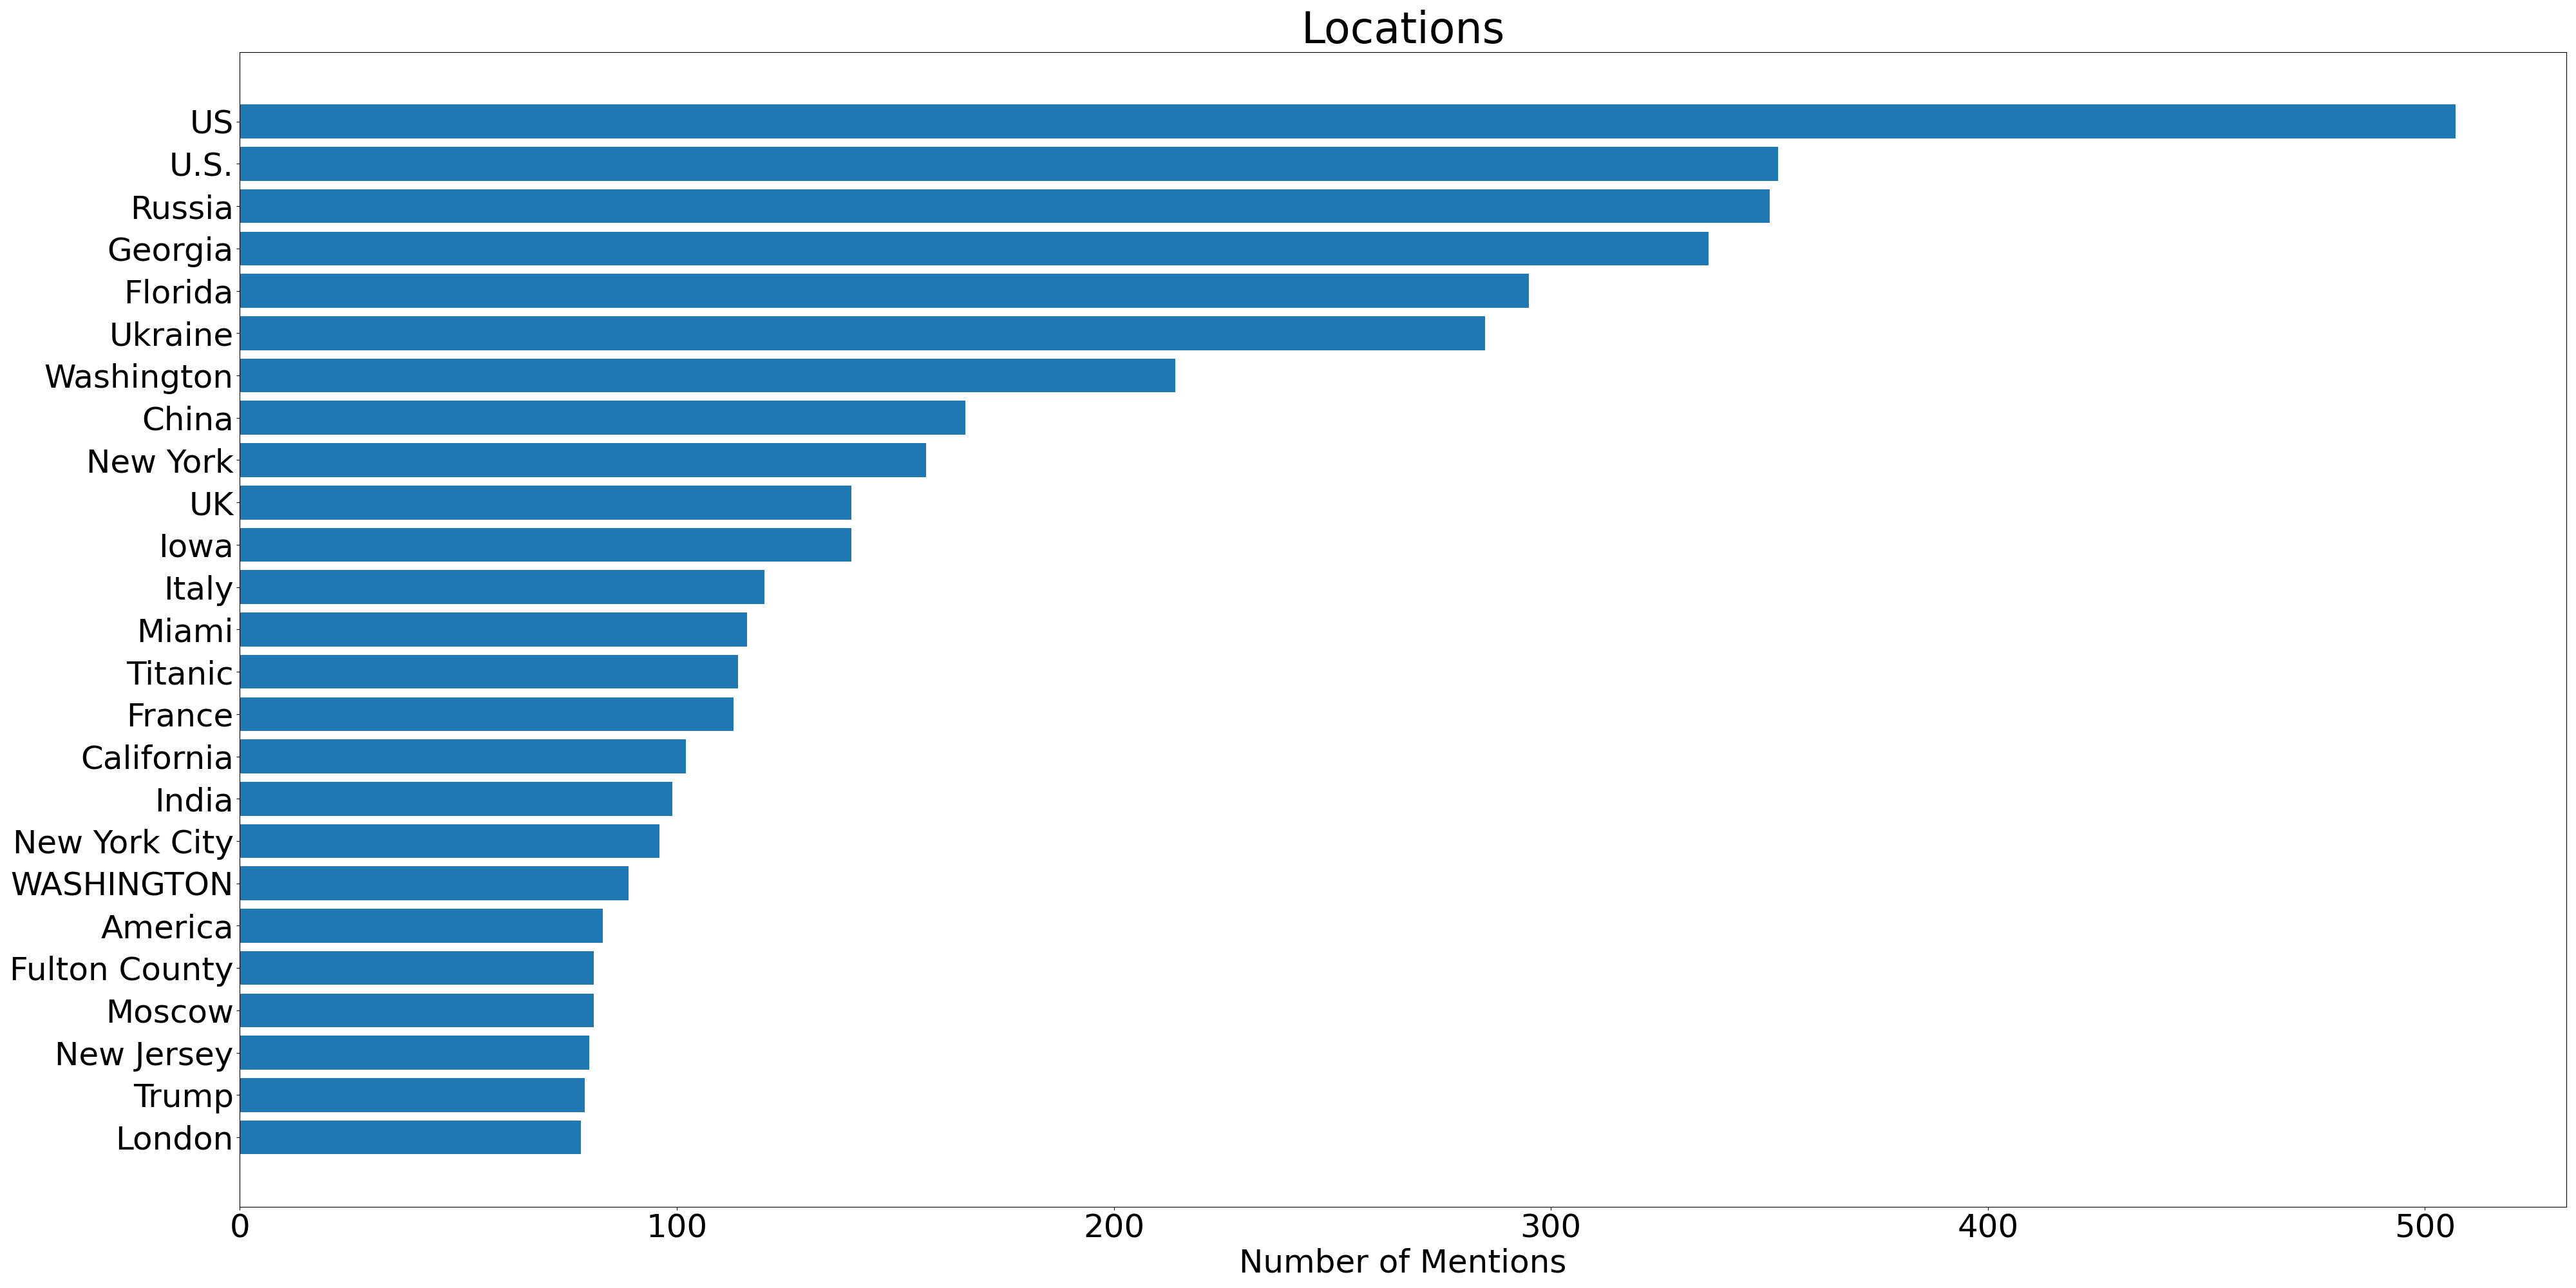 Locations
US
U.S.
Russia
Georgia
Florida
Ukraine
Washington
China
New York
UK
Iowa
Italy
Miami
Titanic
France
California
India
New York City
WASHINGTON
America
Fulton County
Moscow
New Jersey
Trump
London
0 100 200 300 400 500
Number of Mentions